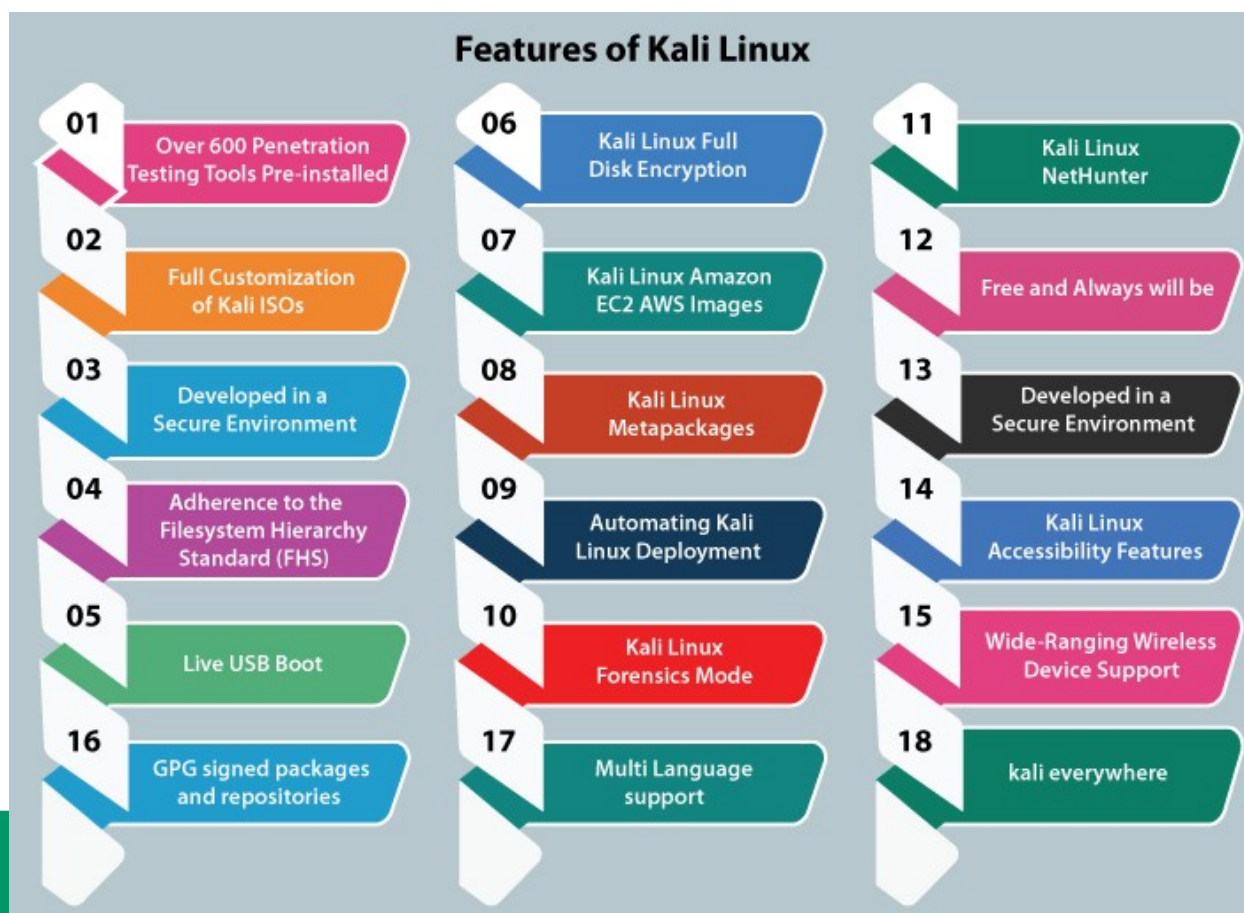 Features of Kali Linux
01
Over 600 Penetration
Testing Tools Pre-installed
02
Full Customization
of Kali ISOs
03
Developed in a
Secure Environment
04
Adherence to the
Filesystem Hierarchy
Standard (FHS)
05
Live USB Boot
16
GPG signed packages
and repositories
06
Kali Linux Full
Disk Encryption
07
Kali Linux Amazon
EC2 AWS Images
08
Kali Linux
Metapackages
09
Automating Kali
Linux Deployment
10
Kali Linux
Forensics Mode
17
Multi Language
support
11
Kali Linux
NetHunter
12
Free and Always will be
13
Developed in a
Secure Environment
14
Kali Linux
Accessibility Features
15
Wide-Ranging Wireless
Device Support
18
kali everywhere